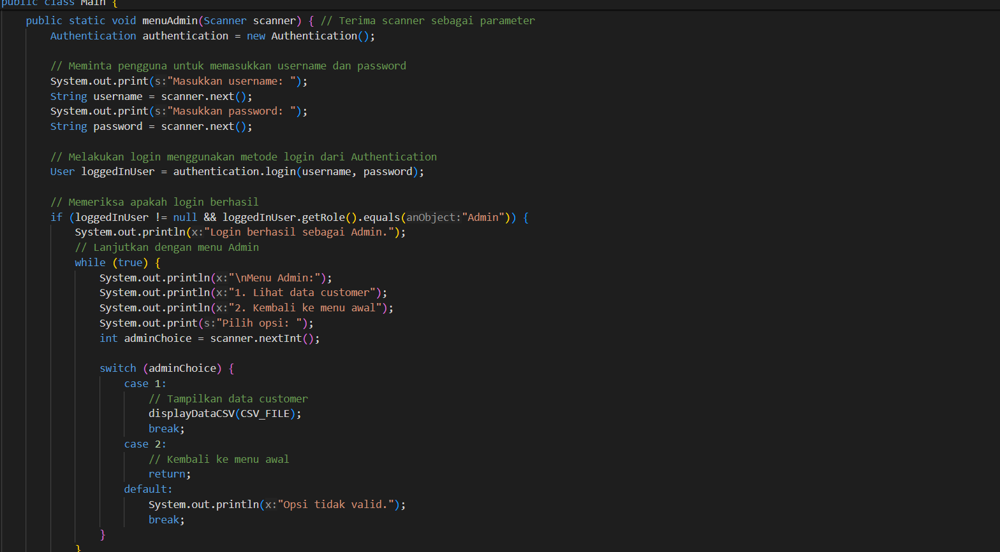 public class Main {
public static void menuAdmin(Scanner scanner) { // Terima scanner sebagai parameter
Authentication authentication = new Authentication();
// Meminta pengguna untuk memasukkan username dan password
System.out.print(s:"Masukkan username: ");
String username = scanner.next();
System.out.print(s:"Masukkan password: ");
String password = scanner.next();
// Melakukan login menggunakan metode login dari Authentication
User loggedInUser = authentication.login(username, password);
// Memeriksa apakah login berhasil
if (loggedInUser != null && loggedInUser.getRole().equals(anObject:"Admin")) {
System.out.println(x:"Login berhasil sebagai Admin.");
// Lanjutkan dengan menu Admin
while (true) {
System.out.println(x:"\nMenu Admin:");
System.out.println(x:"1. Lihat data customer");
System.out.println(x:"2. Kembali ke menu awal");
System.out.print(s:"Pilih opsi: ");
int adminChoice = scanner.nextInt();
switch (adminChoice) {
case 1:
// Tampilkan data customer
displayDataCSV(CSV_FILE);
break;
case 2:
// Kembali ke menu awal
return;
default:
System.out.println(x:"Opsi tidak valid.");
break;
}
}